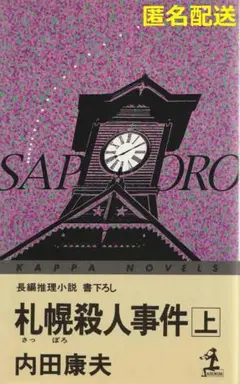 匿名配送
SAPPORO
KAPPA NOVELS
長編推理小説 書下ろし
札幌殺人事件 上
さっ ぽろ
内田康夫